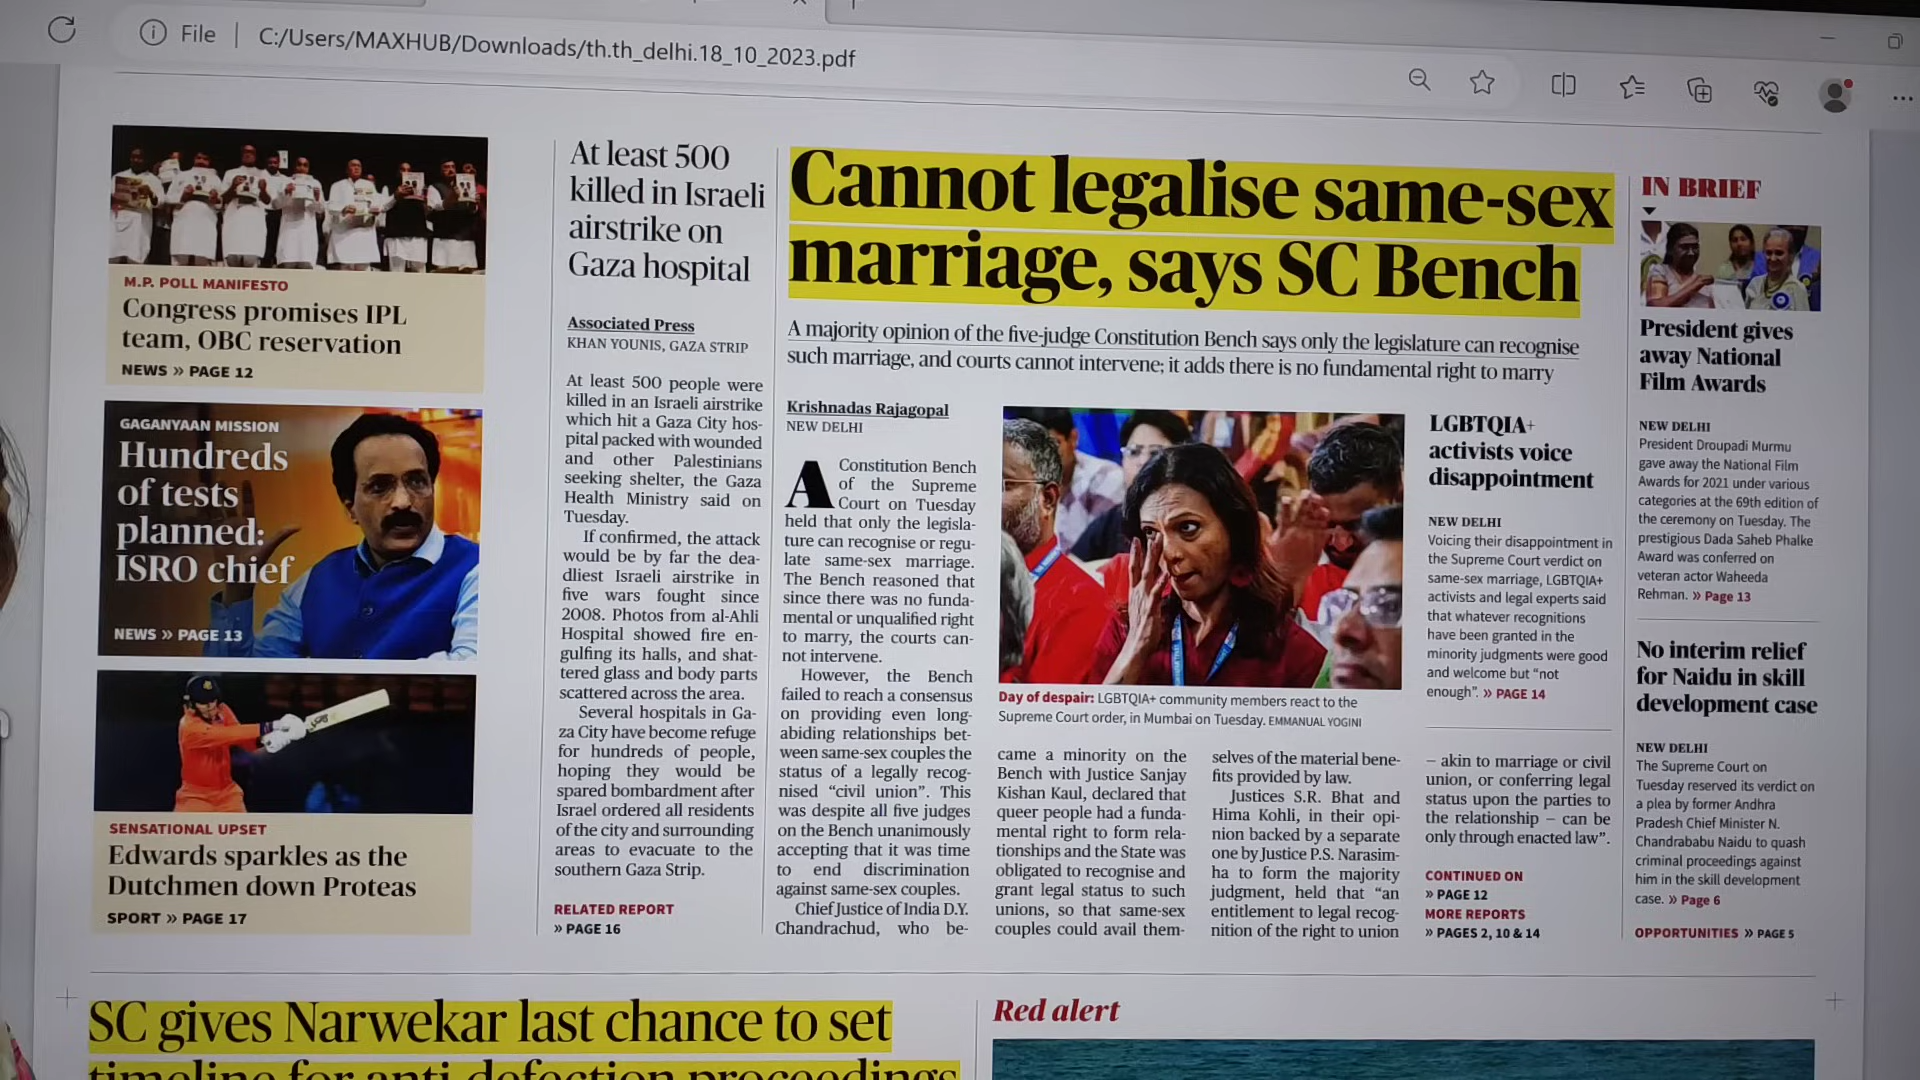 File
C:/Users/MAXHUB/Downloads/th.th_delhi.18_10_2023.pdf
M.P. POLL MANIFESTO
Congress promises IPL
team, OBC reservation
NEWS » PAGE 12
GAGANYAAN MISSION
Hundreds
of tests
planned:
ISRO chief
NEWS » PAGE 13
SENSATIONAL UPSET
Edwards sparkles as the
Dutchmen down Proteas
SPORT » PAGE 17
At least 500
killed in Israeli
airstrike on
Gaza hospital
Associated Press
KHAN YOUNIS, GAZA STRIP
At least 500 people were
killed in an Israeli airstrike
which hit a Gaza City hos-
pital packed with wounded
and other Palestinians
seeking shelter, the Gaza
Health Ministry said on
Tuesday.
If confirmed, the attack
would be by far the dea-
dliest Israeli airstrike in
five wars fought since
2008. Photos from al-Ahli
Hospital showed fire en-
gulfing its halls, and shat-
tered glass and body parts
scattered across the area.
Several hospitals in Ga-
za City have become refuge
for hundreds of people,
hoping they would be
spared bombardment after
Israel ordered all residents
of the city and surrounding
areas to evacuate to the
southern Gaza Strip.
RELATED REPORT
» PAGE 16
Cannot legalise same-sex
marriage, says SC Bench
A majority opinion of the five-judge Constitution Bench says only the legislature can recognise
such marriage, and courts cannot intervene; it adds there is no fundamental right to marry
Krishnadas Rajagopal
NEW DELHI
A Constitution Bench
of the Supreme
Court on Tuesday
held that only the legisla-
ture can recognise or regu-
late same-sex marriage.
The Bench reasoned that
since there was no funda-
mental or unqualified right
to marry, the courts can-
not intervene.
However, the Bench
failed to reach a consensus
on providing even long-
abiding relationships bet-
ween same-sex couples the
status of a legally recog-
nised “civil union”. This
was despite all five judges
on the Bench unanimously
accepting that it was time
to end discrimination
against same-sex couples.
Chief Justice of India D.Y.
Chandrachud, who be-
Day of despair: LGBTQIA+ community members react to the
Supreme Court order, in Mumbai on Tuesday. EMMANUAL YOGINI
came a minority on the
Bench with Justice Sanjay
Kishan Kaul, declared that
queer people had a funda-
mental right to form rela-
tionships and the State was
obligated to recognise and
grant legal status to such
unions, so that same-sex
couples could avail them-
selves of the material bene-
fits provided by law.
Justices S.R. Bhat and
Hima Kohli, in their opi-
nion backed by a separate
one by Justice P.S. Narasim-
ha to form the majority
judgment, held that “an
entitlement to legal recog-
nition of the right to union
– akin to marriage or civil
union, or conferring legal
status upon the parties to
the relationship – can be
only through enacted law”.
CONTINUED ON
» PAGE 12
MORE REPORTS
» PAGES 2, 10 & 14
LGBTQIA+
activists voice
disappointment
NEW DELHI
Voicing their disappointment in
the Supreme Court verdict on
same-sex marriage, LGBTQIA+
activists and legal experts said
that whatever recognitions
have been granted in the
minority judgments were good
and welcome but “not
enough”. » PAGE 14
IN BRIEF
President gives
away National
Film Awards
NEW DELHI
President Droupadi Murmu
gave away the National Film
Awards for 2021 under various
categories at the 69th edition of
the ceremony on Tuesday. The
prestigious Dada Saheb Phalke
Award was conferred on
veteran actor Waheeda
Rehman. » Page 13
No interim relief
for Naidu in skill
development case
NEW DELHI
The Supreme Court on
Tuesday reserved its verdict on
a plea by former Andhra
Pradesh Chief Minister N.
Chandrababu Naidu to quash
criminal proceedings against
him in the skill development
case. » Page 6
OPPORTUNITIES » PAGE 5
SC gives Narwekar last chance to set
timeline for anti-defection proceedings
Red alert